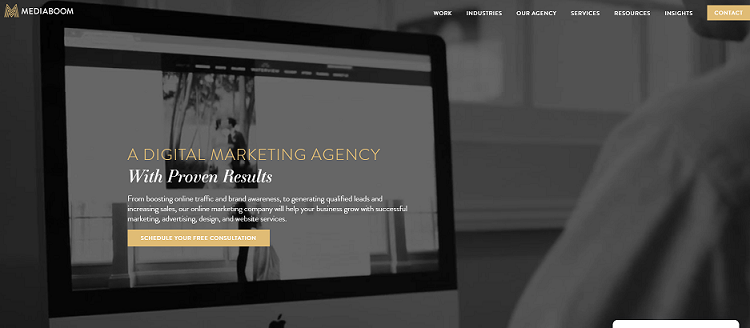 MEDIABOOM
WORK INDUSTRIES OUR AGENCY SERVICES RESOURCES INSIGHTS CONTACT
A DIGITAL MARKETING AGENCY
With Proven Results
From boosting online traffic and brand awareness, to generating qualified leads and
increasing sales, our online marketing company will help your business grow with successful
marketing, advertising, design, and website services.
SCHEDULE YOUR FREE CONSULTATION